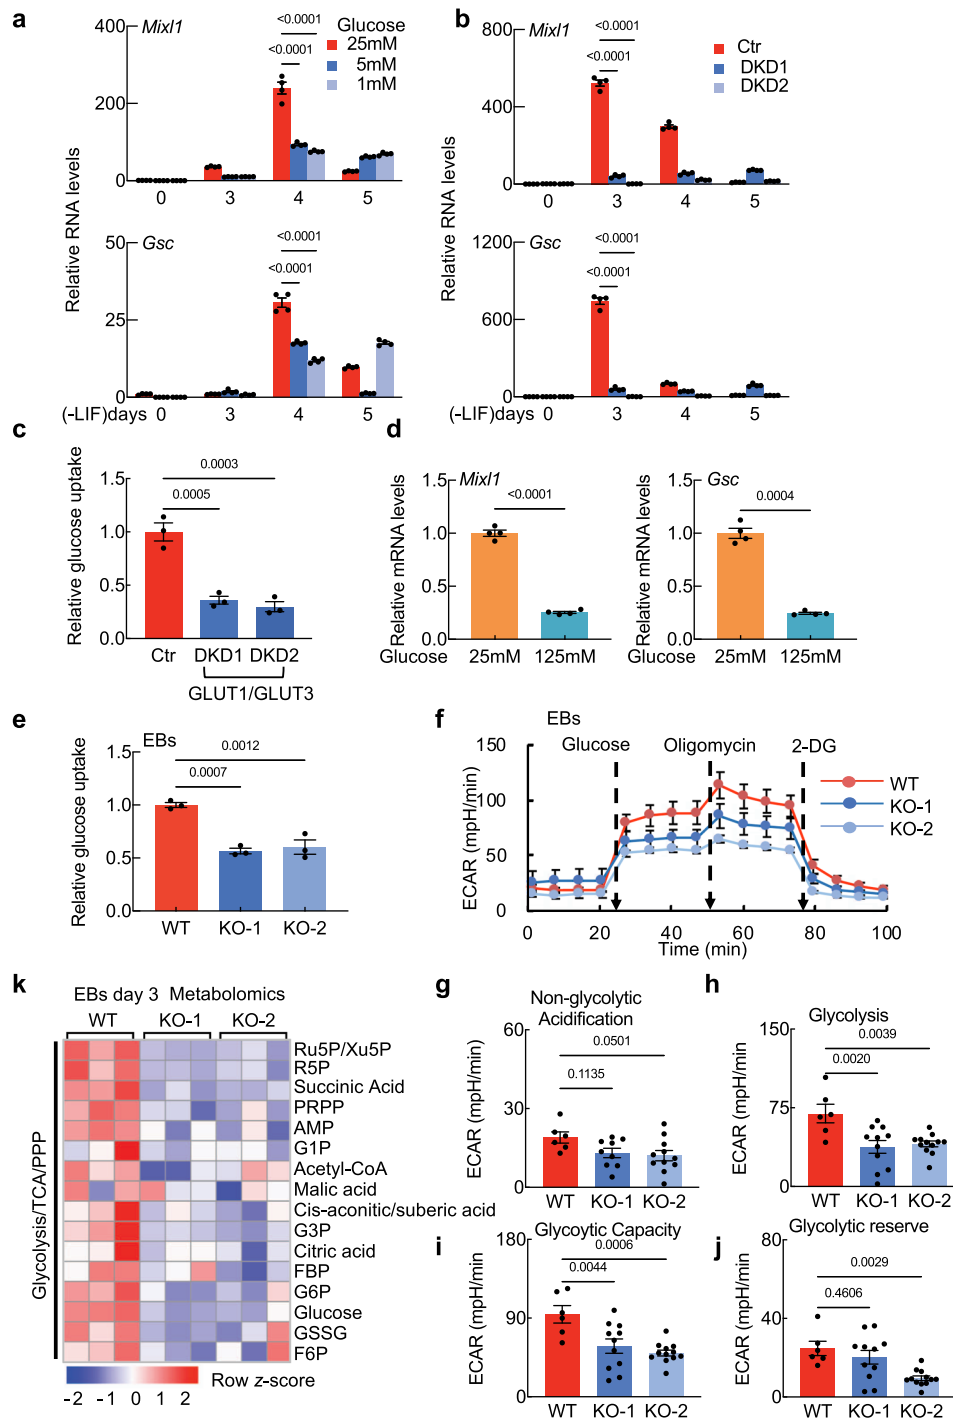 a
Mixl1
Glucose
25mM
5mM
1mM
<0.0001
<0.0001
400
200
0
0 3 4 5
Relative RNA levels
Gsc
<0.0001
<0.0001
50
25
0
(-LIF)days 0 3 4 5
b
Mixl1
Ctr
DKD1
DKD2
<0.0001
<0.0001
800
400
0
0 3 4 5
Relative RNA levels
Gsc
<0.0001
<0.0001
1200
600
0
0 3 4 5
c
Relative glucose uptake
0.0003
0.0005
1.5
1.0
0.5
0.0
Ctr DKD1 DKD2
GLUT1/GLUT3
d
Relative mRNA levels
Mixl1
<0.0001
1.5
1.0
0.5
0.0
Glucose 25mM 125mM
Relative mRNA levels
Gsc
0.0004
1.5
1.0
0.5
0.0
Glucose 25mM 125mM
e
Relative glucose uptake
EBs
0.0012
0.0007
1.5
1.0
0.5
0.0
WT KO-1 KO-2
f
EBs
Glucose Oligomycin 2-DG
WT
KO-1
KO-2
ECAR (mpH/min)
150
100
50
0
0 20 40 60 80 100
Time (min)
k
EBs day 3 Metabolomics
WT KO-1 KO-2
Glycolysis/TCA/PPP
Ru5P/Xu5P
R5P
Succinic Acid
PRPP
AMP
G1P
Acetyl-CoA
Malic acid
Cis-aconitic/suberic acid
G3P
Citric acid
FBP
G6P
Glucose
GSSG
F6P
-2 -1 0 1 2
Row z-score
g
Non-glycolytic
Acidification
ECAR (mpH/min)
0.0501
0.1135
60
30
0
WT KO-1 KO-2
h
Glycolysis
ECAR (mpH/min
0.0039
0.0020
150
75
0
WT KO-1 KO-2
i
Glycoytic Capacity
ECAR (mpH/min
0.0006
0.0044
180
90
0
WT KO-1 KO-2
j
Glycolytic reserve
ECAR (mpH/min
0.0029
0.4606
80
40
0
WT KO-1 KO-2